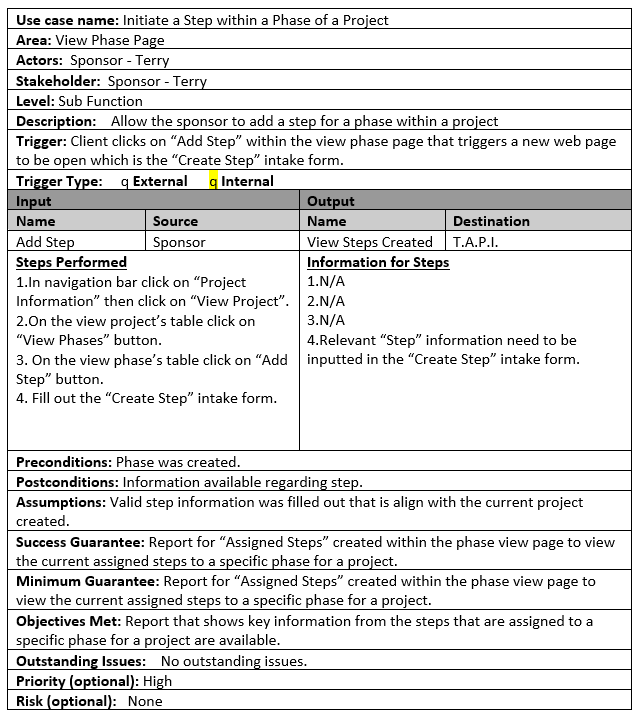 Use case name: Initiate a Step within a Phase of a Project
Area: View Phase Page
Actors: Sponsor - Terry
Stakeholder: Sponsor - Terry
Level: Sub Function
Description: Allow the sponsor to add a step for a phase within a project
Trigger: Client clicks on “Add Step” within the view phase page that triggers a new web page
to be open which is the “Create Step” intake form.
Trigger Type: q External q Internal
Input Output
Name Source Name Destination
Add Step Sponsor View Steps Created T.A.P.I.
Steps Performed
1.In navigation bar click on “Project
Information” then click on “View Project”.
2.On the view project’s table click on
“View Phases” button.
3. On the view phase’s table click on “Add
Step” button.
4. Fill out the “Create Step” intake form.
Information for Steps
1.N/A
2.N/A
3.N/A
4.Relevant “Step” information need to be
inputted in the “Create Step” intake form.
Preconditions: Phase was created.
Postconditions: Information available regarding step.
Assumptions: Valid step information was filled out that is align with the current project
created.
Success Guarantee: Report for “Assigned Steps” created within the phase view page to view
the current assigned steps to a specific phase for a project.
Minimum Guarantee: Report for “Assigned Steps” created within the phase view page to
view the current assigned steps to a specific phase for a project.
Objectives Met: Report that shows key information from the steps that are assigned to a
specific phase for a project are available.
Outstanding Issues: No outstanding issues.
Priority (optional): High
Risk (optional): None